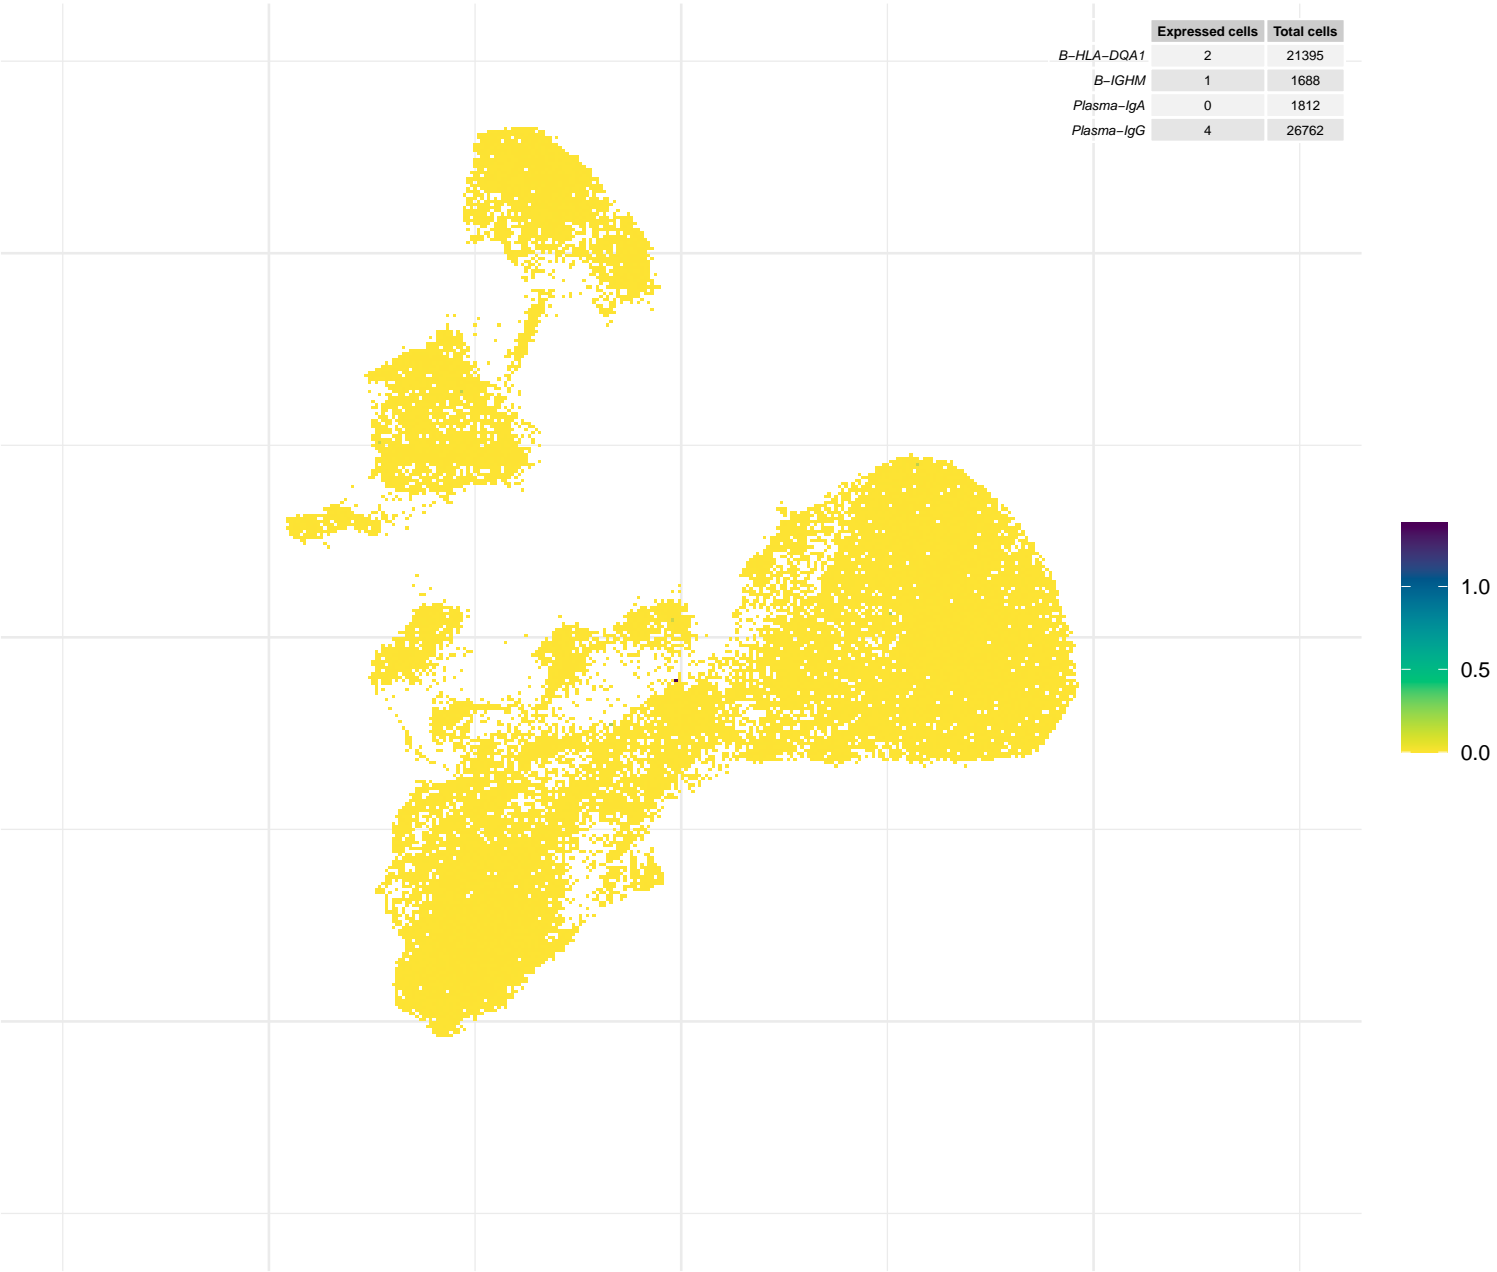 Expressed cells Total cells
B−HLA−DQA1 2 21395
B−IGHM 1 1688
Plasma−IgA 0 1812
Plasma−IgG 4 26762
1.0
0.5
0.0